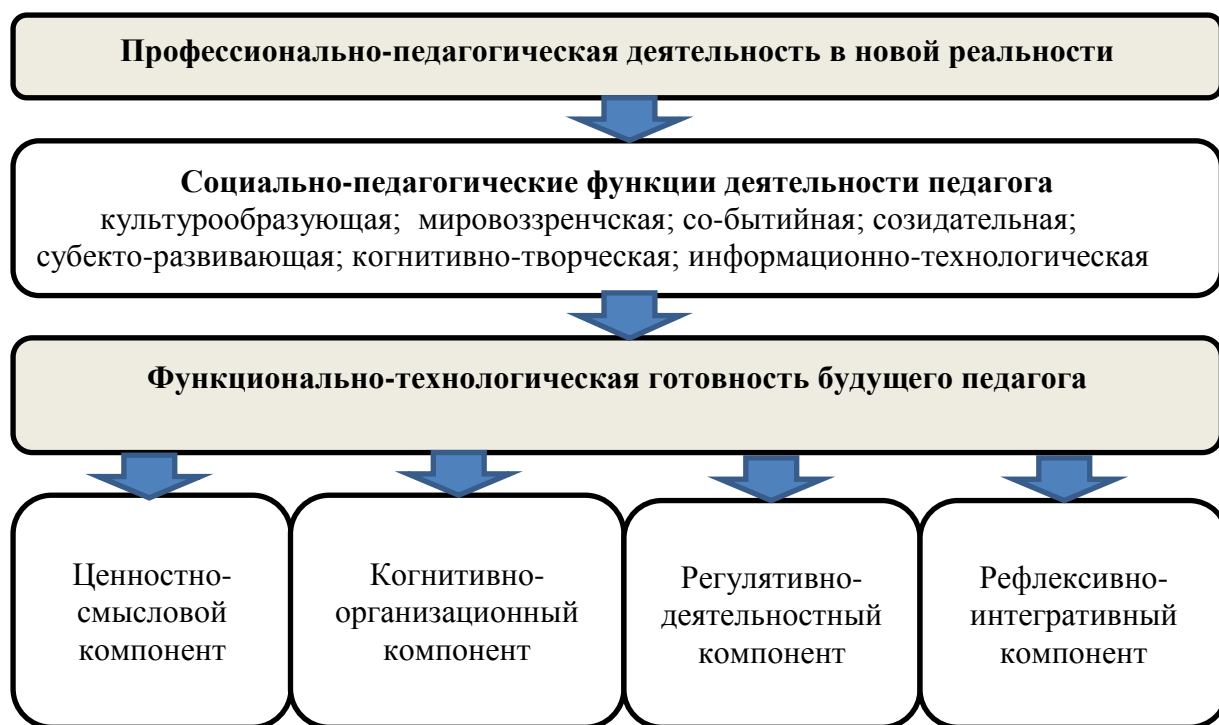 Профессионально-педагогическая деятельность в новой реальности
Социально-педагогические функции деятельности педагога
культурообразующая;  мировоззренчская; со-бытийная; созидательная;
субекто-развивающая; когнитивно-творческая; информационно-технологическая
Функционально-технологическая готовность будущего педагога
Ценностно-
смысловой
компонент
Когнитивно-
организационный
компонент
Регулятивно-
деятельностный
компонент
Рефлексивно-
интегративный
компонент